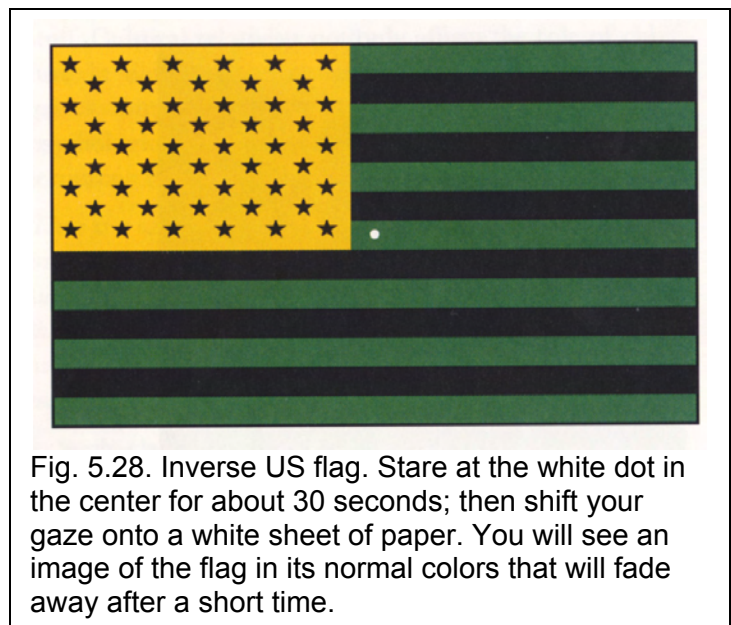 Fig. 5.28. Inverse US flag. Stare at the white dot in
the center for about 30 seconds; then shift your
gaze onto a white sheet of paper. You will see an
image of the flag in its normal colors that will fade
away after a short time.